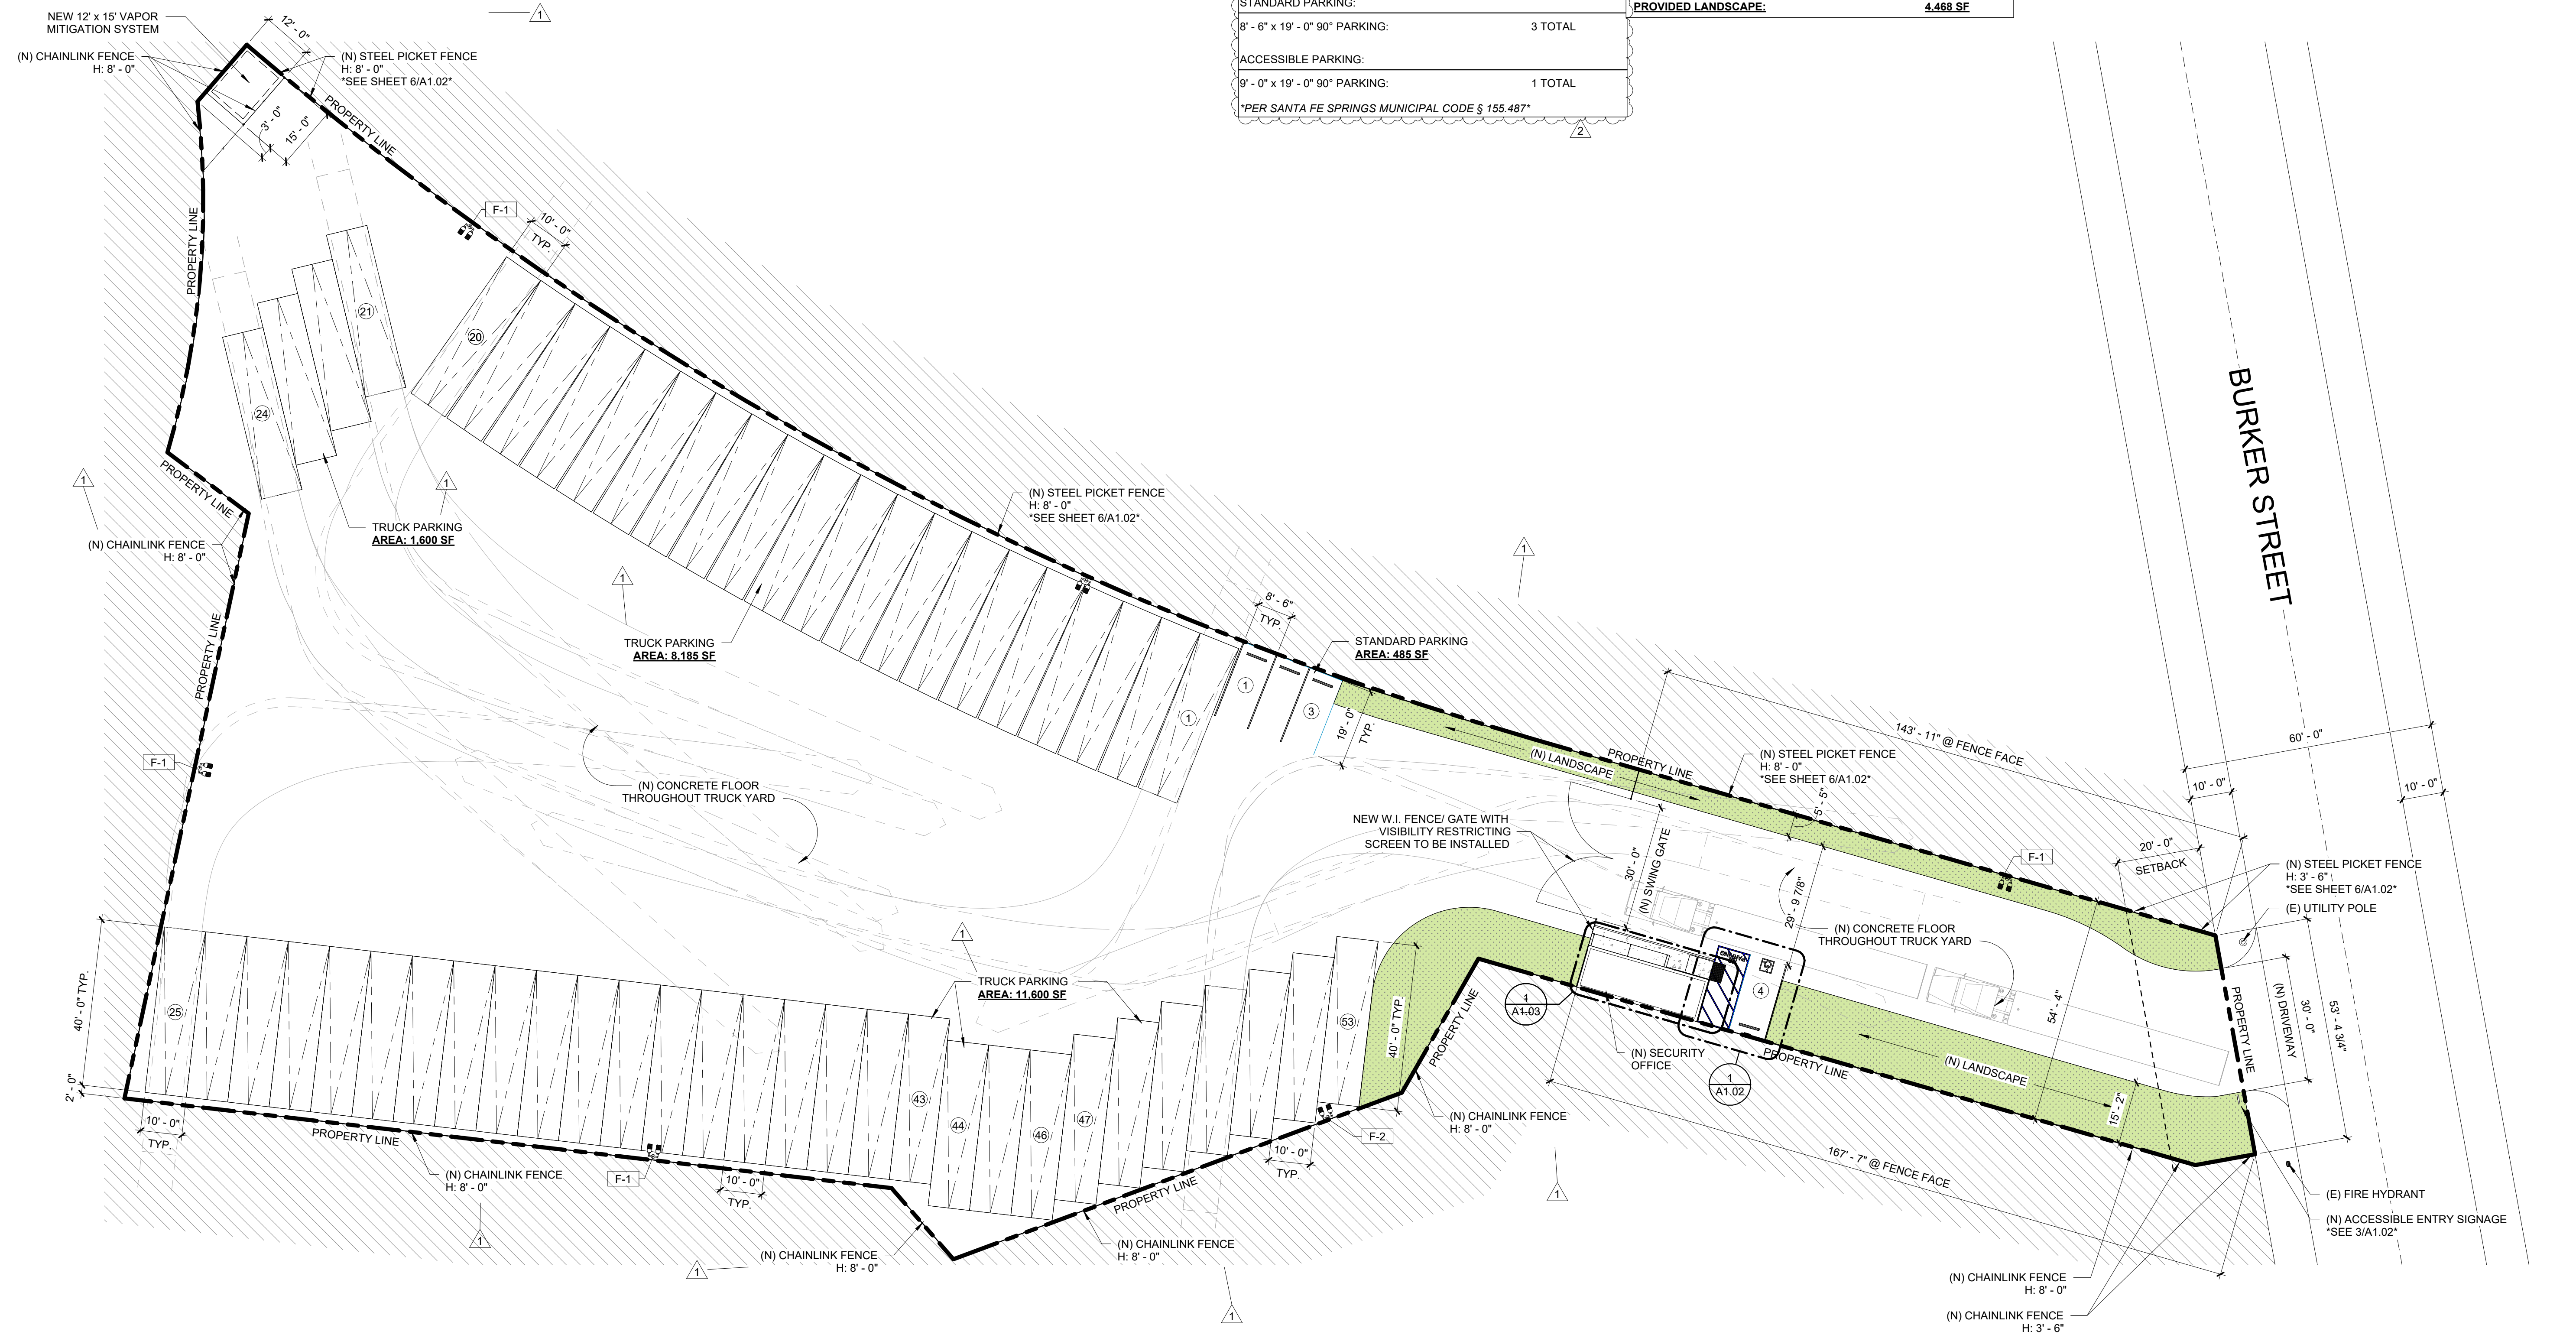 NEW 12' x 15' VAPOR
MITIGATION SYSTEM
(N) CHAINLINK FENCE
H: 8' - 0"
12' - 0"
(N) STEEL PICKET FENCE
H: 8' - 0"
*SEE SHEET 6/A1.02*
1
STANDARD PARKING:
8' - 6" x 19' - 0" 90° PARKING:
3 TOTAL
ACCESSIBLE PARKING:
9' - 0" x 19' - 0" 90° PARKING:
1 TOTAL
*PER SANTA FE SPRINGS MUNICIPAL CODE § 155.487*
2
PROVIDED LANDSCAPE:
4,468 SF
PROPERTY LINE
3' - 0"
15' - 0"
PROPERTY LINE
F-1
10' - 0"
TYP.
20
21
24
PROPERTY LINE
1
1
TRUCK PARKING
AREA: 1,600 SF
(N) CHAINLINK FENCE
H: 8' - 0"
(N) STEEL PICKET FENCE
H: 8' - 0"
*SEE SHEET 6/A1.02*
BURKER STREET
1
1
TRUCK PARKING
AREA: 8,185 SF
8' - 6"
TYP.
STANDARD PARKING
AREA: 485 SF
PROPERTY LINE
1
1
3
19' - 0"
TYP.
(N) LANDSCAPE
PROPERTY LINE
(N) STEEL PICKET FENCE
H: 8' - 0"
*SEE SHEET 6/A1.02*
143' - 11" @ FENCE FACE
60' - 0"
10' - 0"
10' - 0"
F-1
(N) CONCRETE FLOOR
THROUGHOUT TRUCK YARD
5' - 5"
NEW W.I. FENCE/ GATE WITH
VISIBILITY RESTRICTING
SCREEN TO BE INSTALLED
30' - 0"
(N) SWING GATE
29' - 9 7/8"
20' - 0"
SETBACK
F-1
(N) STEEL PICKET FENCE
H: 3' - 6"
*SEE SHEET 6/A1.02*
(E) UTILITY POLE
(N) CONCRETE FLOOR
THROUGHOUT TRUCK YARD
40' - 0" TYP.
2' - 0"
25
1
TRUCK PARKING
AREA: 11,600 SF
53
40' - 0" TYP.
PROPERTY LINE
1
A1.03
4
NO
PARKING
(N) SECURITY
OFFICE
1
A1.02
PROPERTY LINE
54' - 4"
(N) LANDSCAPE
15' - 2"
PROPERTY LINE
(N) DRIVEWAY
30' - 0"
53' - 4 3/4"
43
44
46
47
10' - 0"
TYP.
PROPERTY LINE
(N) CHAINLINK FENCE
H: 8' - 0"
F-1
10' - 0"
TYP.
PROPERTY LINE
10' - 0"
TYP.
F-2
(N) CHAINLINK FENCE
H: 8' - 0"
167' - 7" @ FENCE FACE
1
(E) FIRE HYDRANT
(N) ACCESSIBLE ENTRY SIGNAGE
*SEE 3/A1.02*
1
1
(N) CHAINLINK FENCE
H: 8' - 0"
(N) CHAINLINK FENCE
H: 8' - 0"
1
(N) CHAINLINK FENCE
H: 8' - 0"
(N) CHAINLINK FENCE
H: 3' - 6"